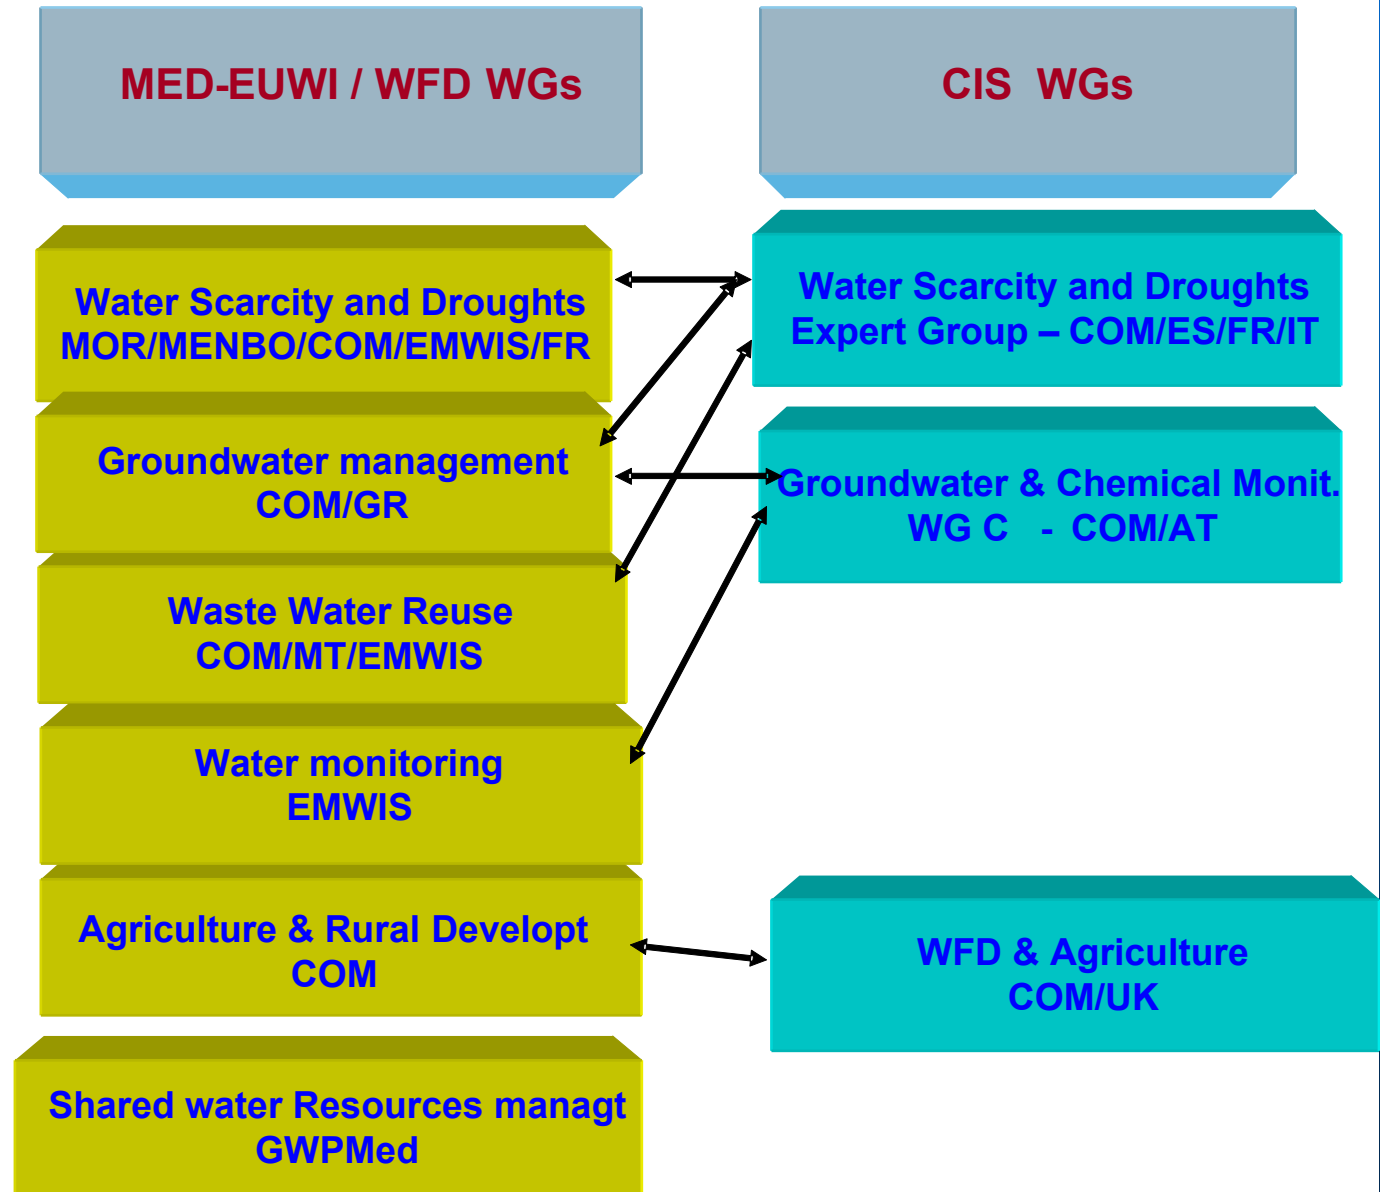 MED-EUWI / WFD WGs
CIS WGs
Water Scarcity and Droughts
MOR/MENBO/COM/EMWIS/FR
Groundwater management
COM/GR
Waste Water Reuse
COM/MT/EMWIS
Water monitoring
EMWIS
Agriculture & Rural Developt
COM
Shared water Resources managt
GWPMed
Water Scarcity and Droughts
Expert Group – COM/ES/FR/IT
Groundwater & Chemical Monit.
WG C - COM/AT
WFD & Agriculture
COM/UK